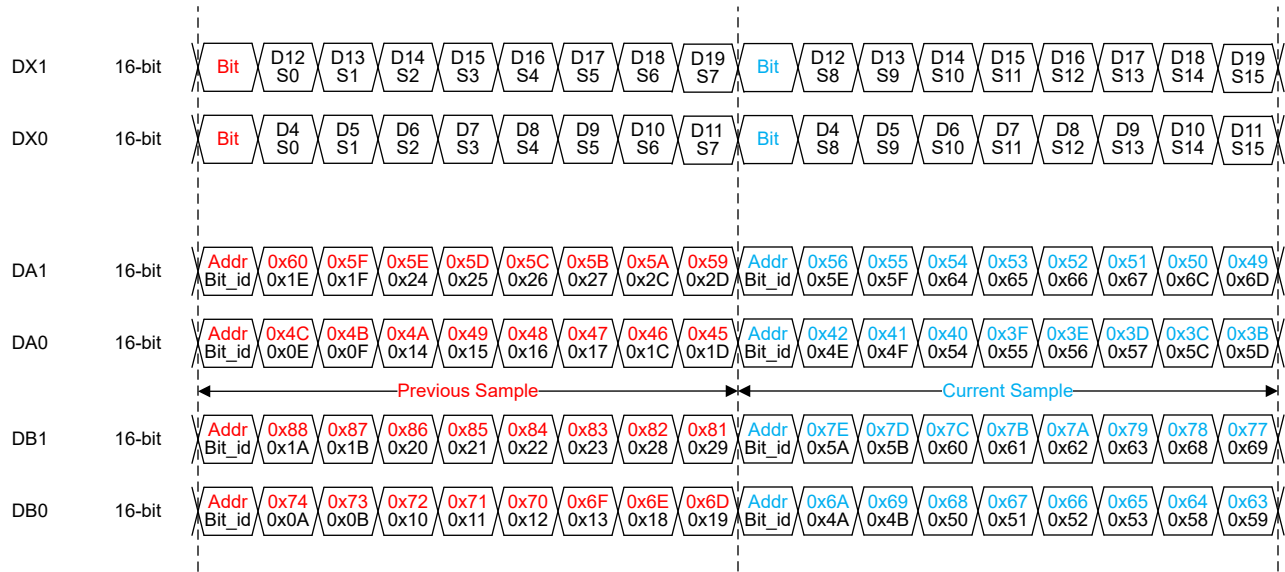 DX1 16-bit Bit D12 D13 D14 D15 D16 D17 D18 D19 Bit D12 D13 D14 D15 D16 D17 D18 D19
S0 S1 S2 S3 S4 S5 S6 S7 S8 S9 S10 S11 S12 S13 S14 S15
DX0 16-bit Bit D4 D5 D6 D7 D8 D9 D10 D11 Bit D4 D5 D6 D7 D8 D9 D10 D11
S0 S1 S2 S3 S4 S5 S6 S7 S8 S9 S10 S11 S12 S13 S14 S15
DA1 16-bit Addr 0x60 0x5F 0x5E 0x5D 0x5C 0x5B 0x5A 0x59 Addr 0x56 0x55 0x54 0x53 0x52 0x51 0x50 0x49
Bit_id 0x1E 0x1F 0x24 0x25 0x26 0x27 0x2C 0x2D Bit_id 0x5E 0x5F 0x64 0x65 0x66 0x67 0x6C 0x6D
DA0 16-bit Addr 0x4C 0x4B 0x4A 0x49 0x48 0x47 0x46 0x45 Addr 0x42 0x41 0x40 0x3F 0x3E 0x3D 0x3C 0x3B
Bit_id 0x0E 0x0F 0x14 0x15 0x16 0x17 0x1C 0x1D Bit_id 0x4E 0x4F 0x54 0x55 0x56 0x57 0x5C 0x5D
Previous Sample Current Sample
DB1 16-bit Addr 0x88 0x87 0x86 0x85 0x84 0x83 0x82 0x81 Addr 0x7E 0x7D 0x7C 0x7B 0x7A 0x79 0x78 0x77
Bit_id 0x1A 0x1B 0x20 0x21 0x22 0x23 0x28 0x29 Bit_id 0x5A 0x5B 0x60 0x61 0x62 0x63 0x68 0x69
DB0 16-bit Addr 0x74 0x73 0x72 0x71 0x70 0x6F 0x6E 0x6D Addr 0x6A 0x69 0x68 0x67 0x66 0x65 0x64 0x63
Bit_id 0x0A 0x0B 0x10 0x11 0x12 0x13 0x18 0x19 Bit_id 0x4A 0x4B 0x50 0x51 0x52 0x53 0x58 0x59